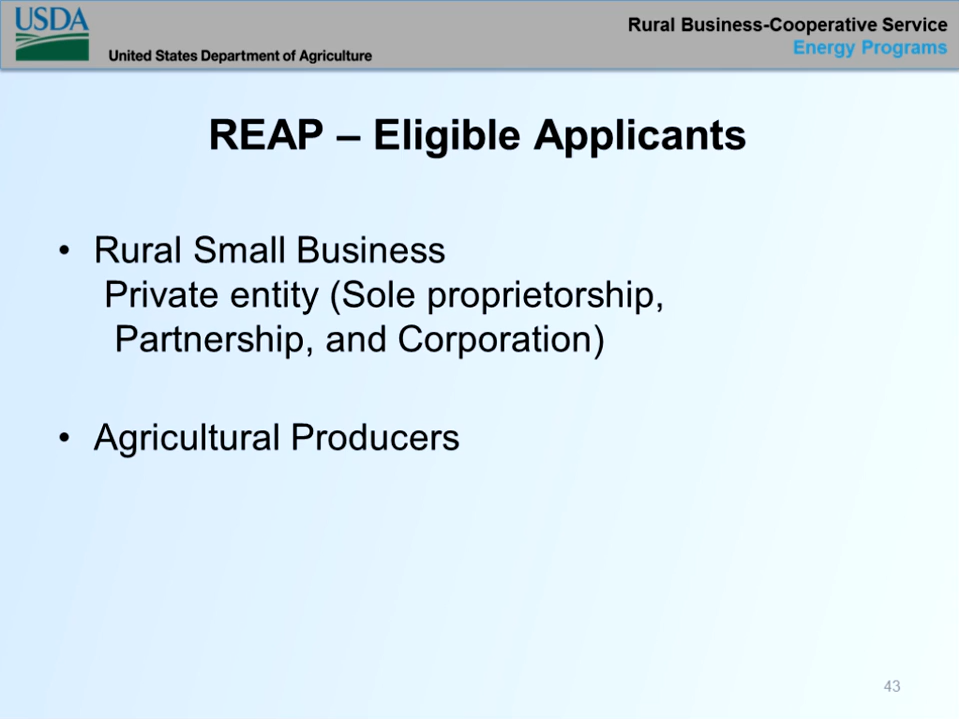 USDA
United States Department of Agriculture
Rural Business-Cooperative Service
Energy Programs
REAP – Eligible Applicants
• Rural Small Business
Private entity (Sole proprietorship,
Partnership, and Corporation)
• Agricultural Producers
43